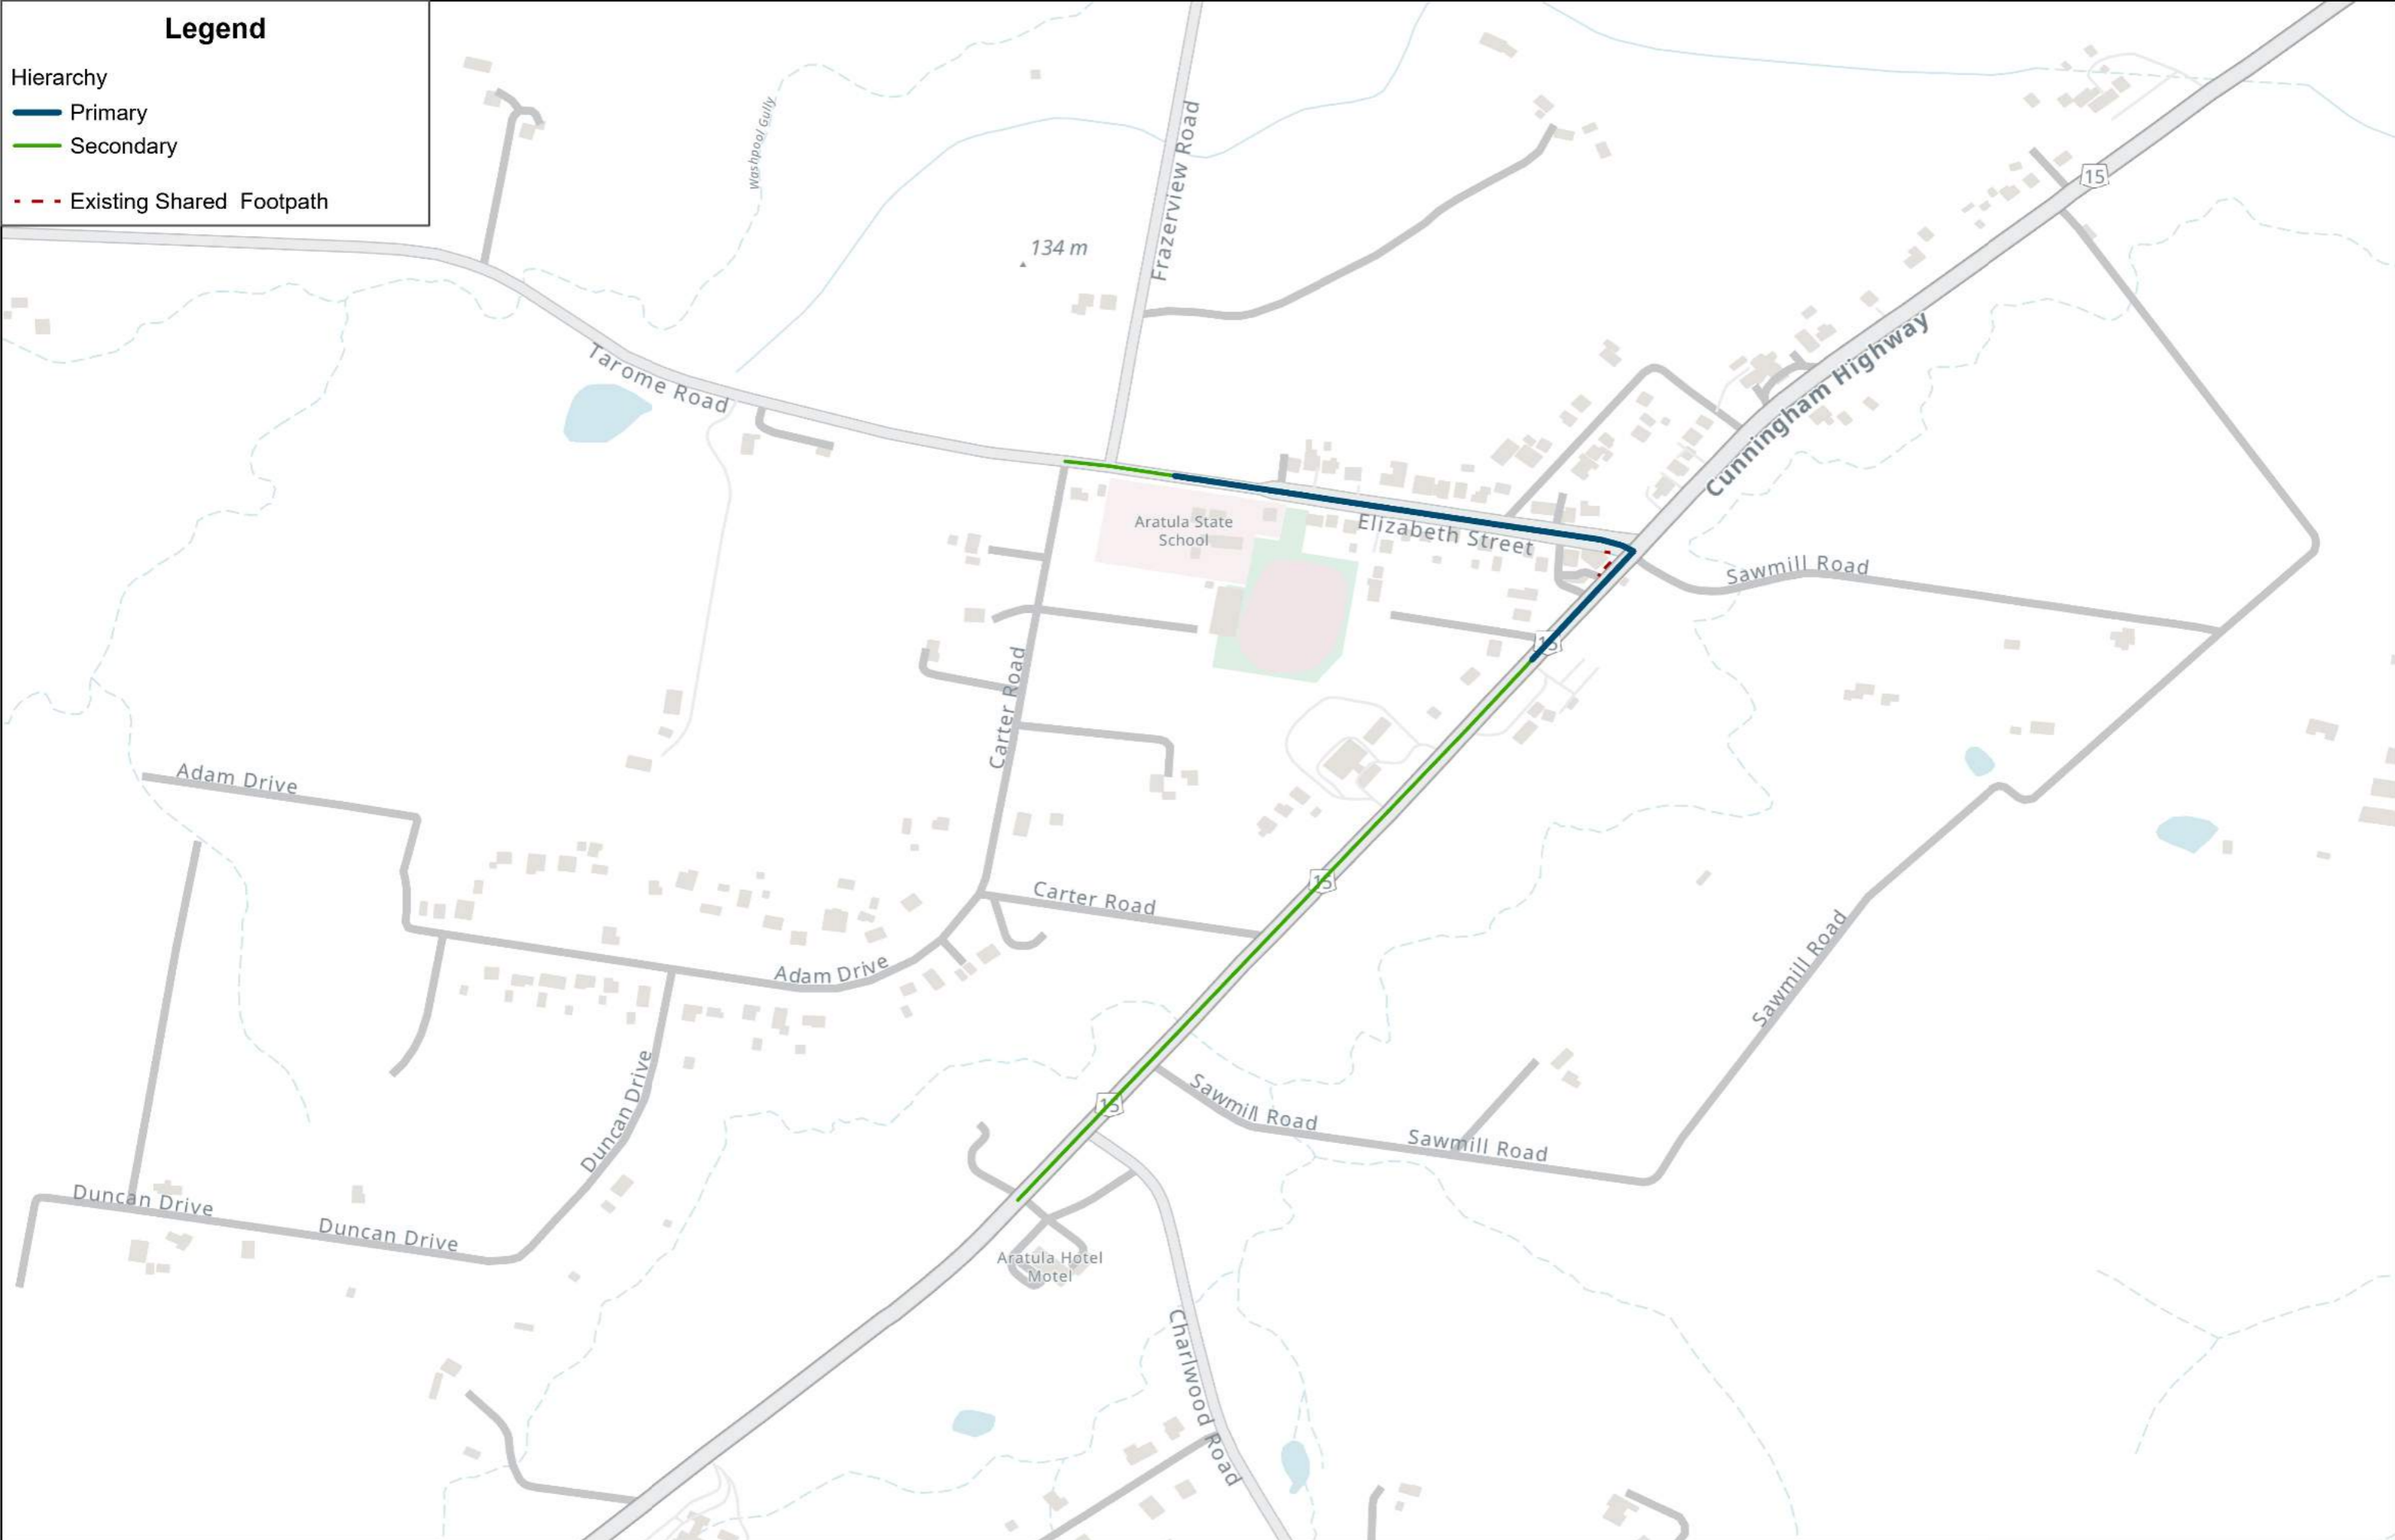 Legend
Hierarchy
Primary
Secondary
Existing Shared  Footpath
Washpool Gully
Frazerview Road
134 m
15
Tarome Road
Cunningham Highway
Aratula State
School
Elizabeth Street
Sawmill Road
15
Carter Road
Adam Drive
15
Carter Road
Sawmill Road
Adam Drive
Duncan Drive
15
Sawmill Road
Sawmill Road
Duncan Drive
Duncan Drive
Aratula Hotel
Motel
Charlwood Road